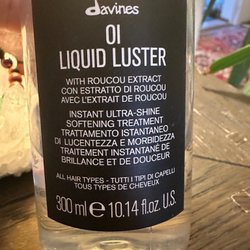 davines
OI
LIQUID LUSTER
WITH ROUCOU EXTRACT
CON ESTRATTO DI ROUCOU
AVEC L'EXTRAIT DE ROUCOU
INSTANT ULTRA-SHINE
SOFTENING TREATMENT
TRATTAMENTO ISTANTANEO
DI LUCENTEZZA E MORBIDEZZA
TRAITEMENT INSTANTANÉ DE
BRILLANCE ET DE DOUCEUR
ALL HAIR TYPES - TUTTI I TIPI DI CAPELLI
TOUS TYPES DE CHEVEUX
300 ml ℮ 10.14 fl.oz. U.S.